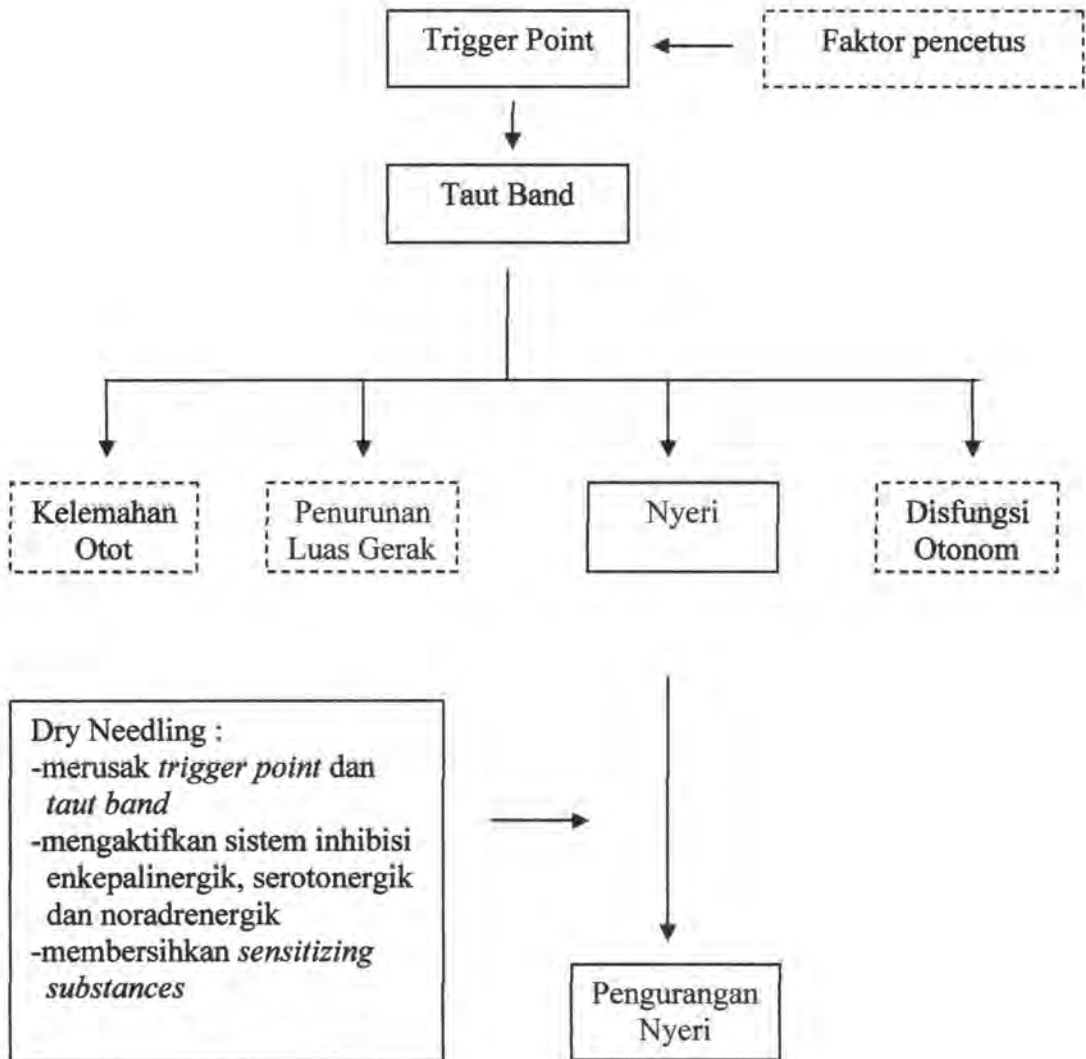 Trigger Point
Faktor pencetus
Taut Band
Kelemahan
Otot
Penurunan
Luas Gerak
Nyeri
Disfungsi
Otonom
Dry Needling :
-merusak trigger point dan
taut band
-mengaktifkan sistem inhibisi
enkepalinergik, serotonergik
dan noradrenergik
-membersihkan sensitizing
substances
Pengurangan
Nyeri